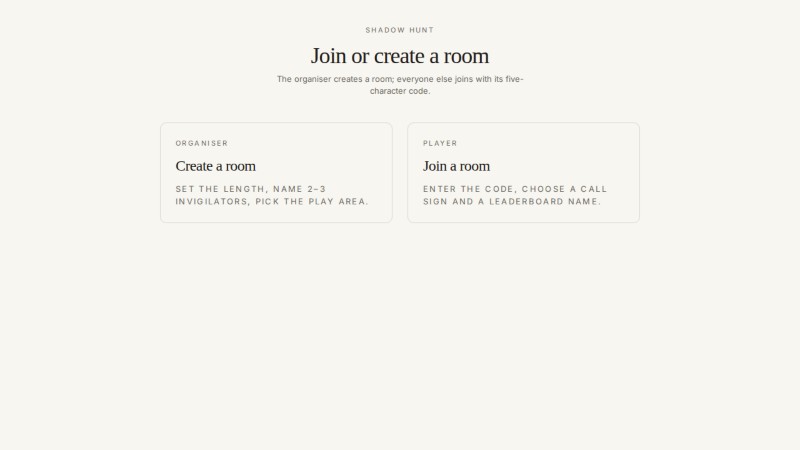 SHADOW HUNT
Join or create a room
The organiser creates a room; everyone else joins with its five-
character code.
ORGANISER
Create a room
SET THE LENGTH, NAME 2–3
INVIGILATORS, PICK THE PLAY AREA.
PLAYER
Join a room
ENTER THE CODE, CHOOSE A CALL
SIGN AND A LEADERBOARD NAME.